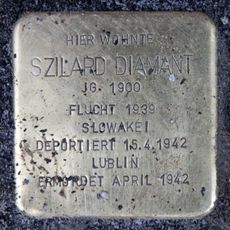 HIER WOHNTE
SZILARD DIAMANT
JG. 1900
FLUCHT 1939
SLOWAKEI
DEPORTIERT 15.4.1942
LUBLIN
ERMORDET APRIL 1942